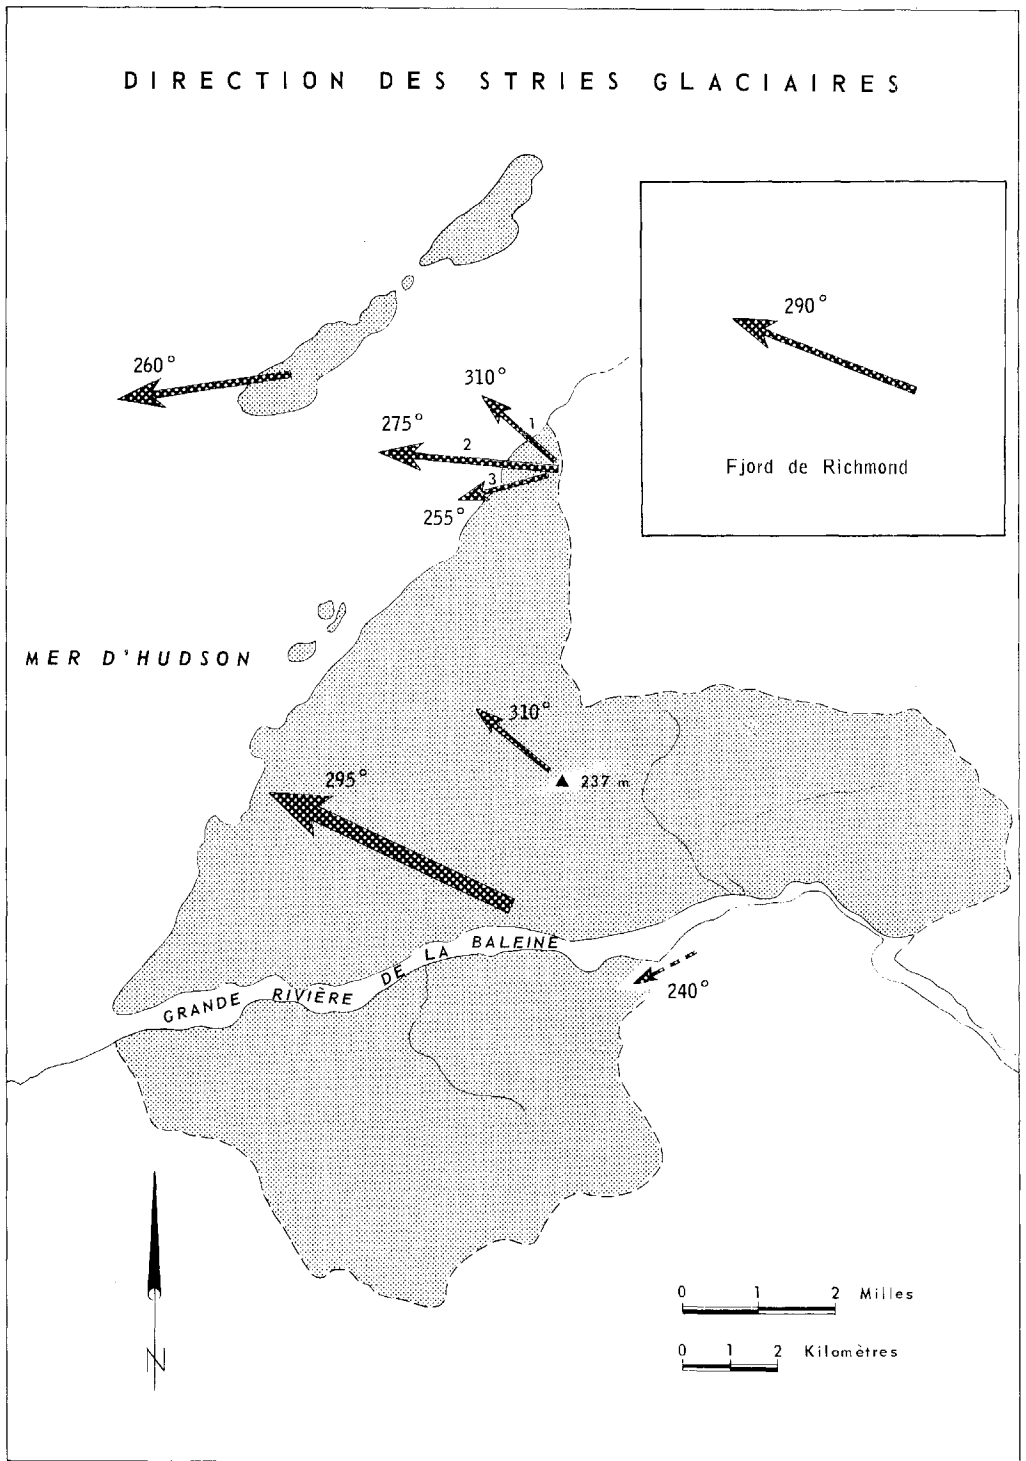 DIRECTION DES STRIES GLACIAIRES
290°
Fjord de Richmond
260°
310°
1
275°
2
3
255°
MER D'HUDSON
310°
237 m
295°
GRANDE RIVIÈRE DE LA BALEINE
240°
0 1 2 Milles
0 1 2 Kilomètres
N